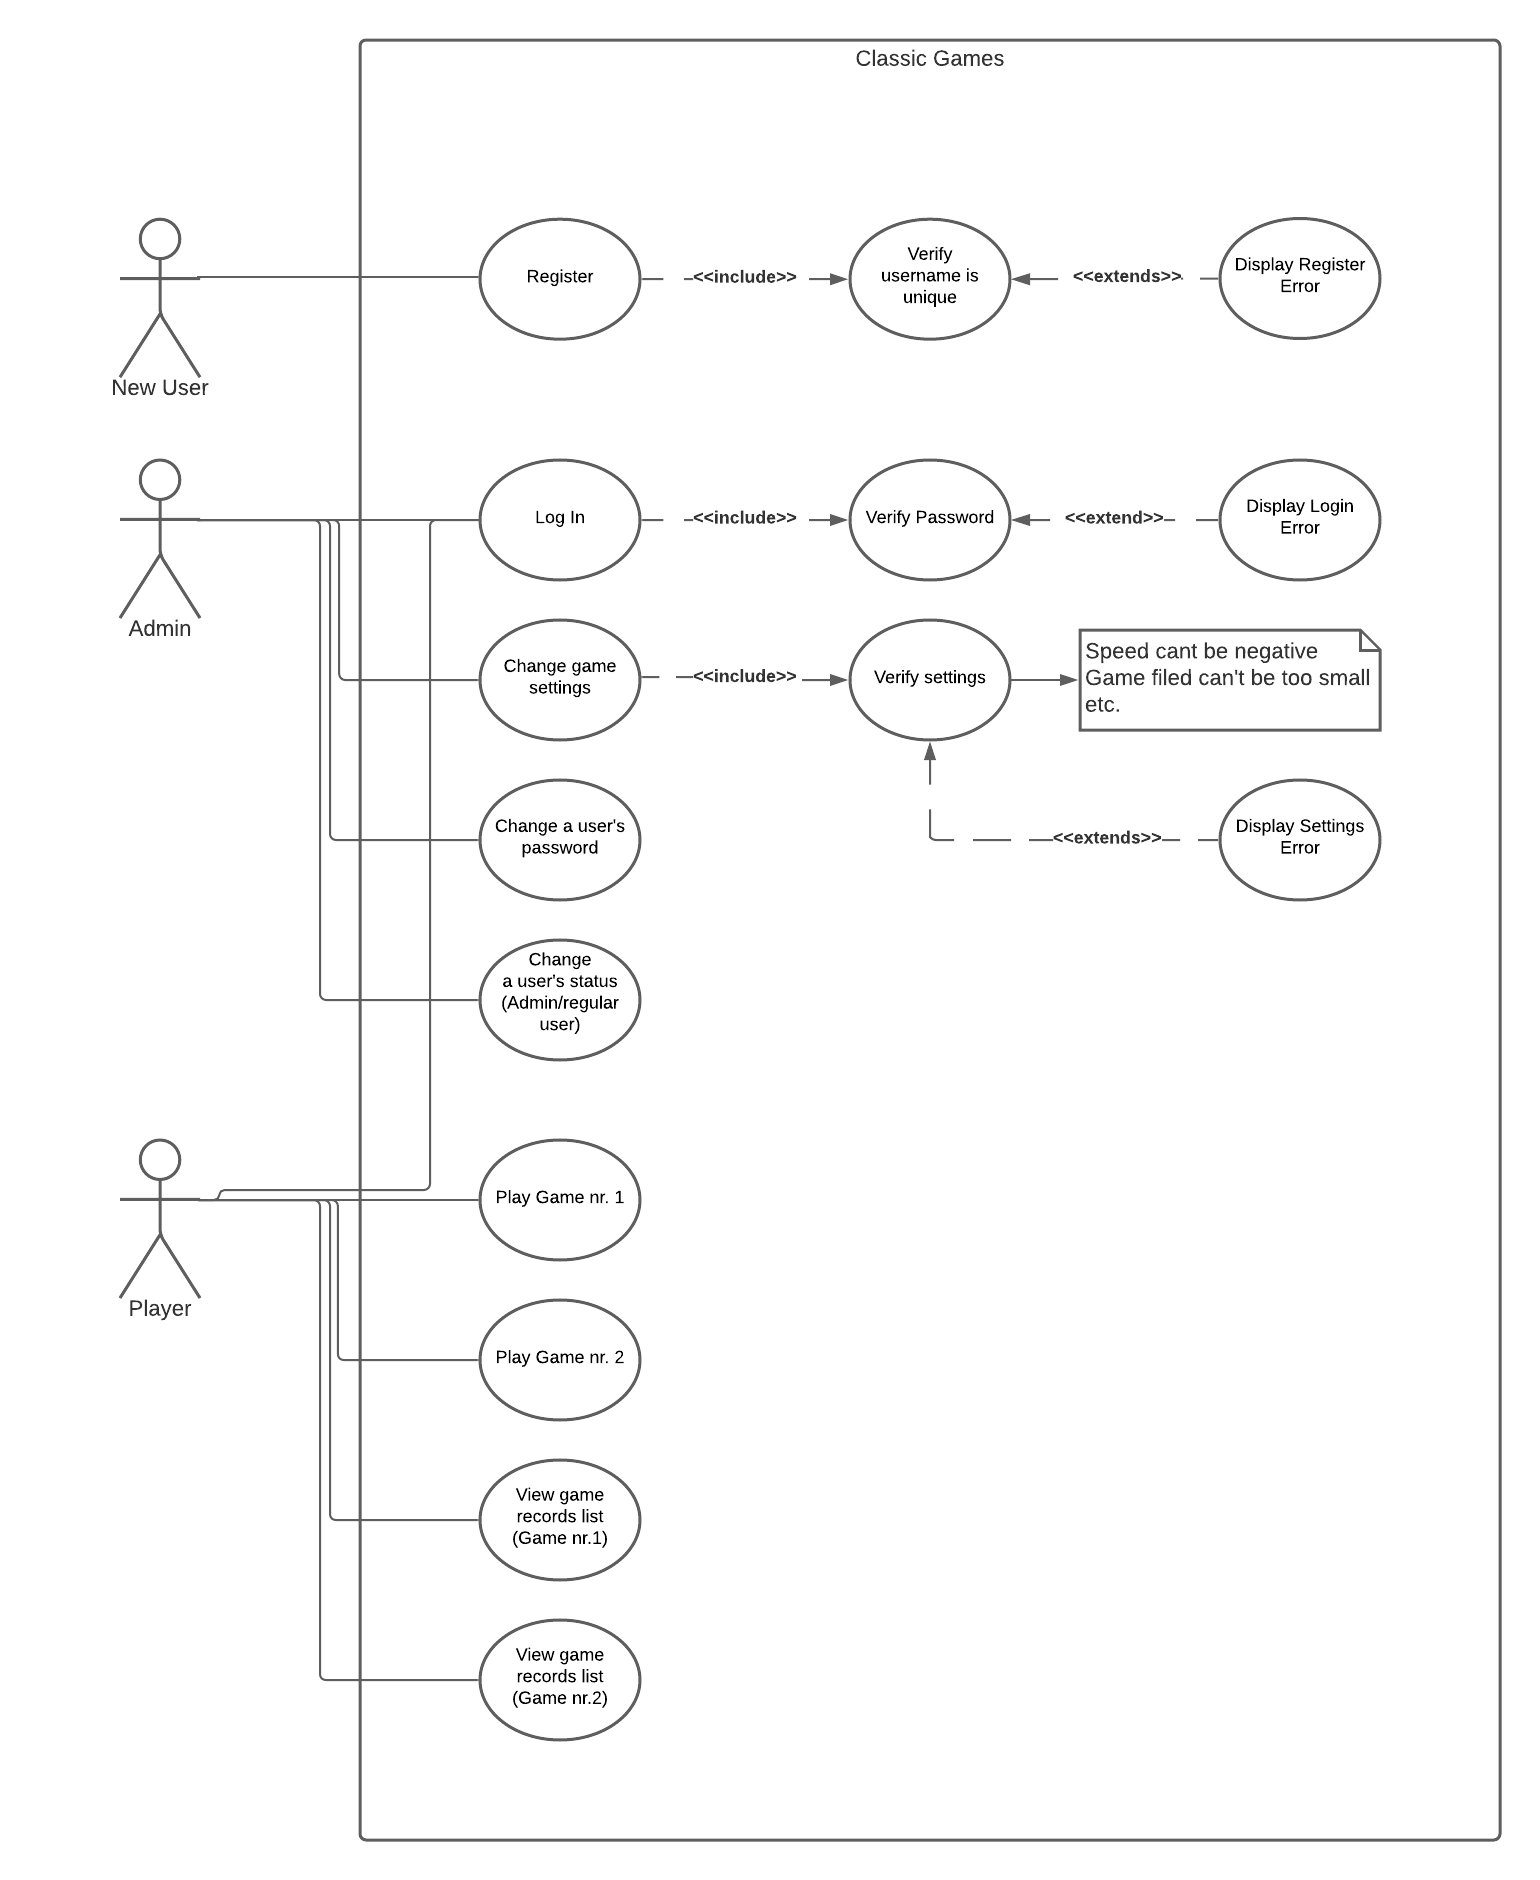 Classic Games
New User
Register
<<include>>
Verify
username is
unique
<<extends>>
Display Register
Error
Admin
Log In
<<include>>
Verify Password
<<extend>>
Display Login
Error
Change game
settings
<<include>>
Verify settings
Speed cant be negative
Game filed can't be too small
etc.
Change a user's
password
<<extends>>
Display Settings
Error
Change
a user's status
(Admin/regular
user)
Player
Play Game nr. 1
Play Game nr. 2
View game
records list
(Game nr.1)
View game
records list
(Game nr.2)